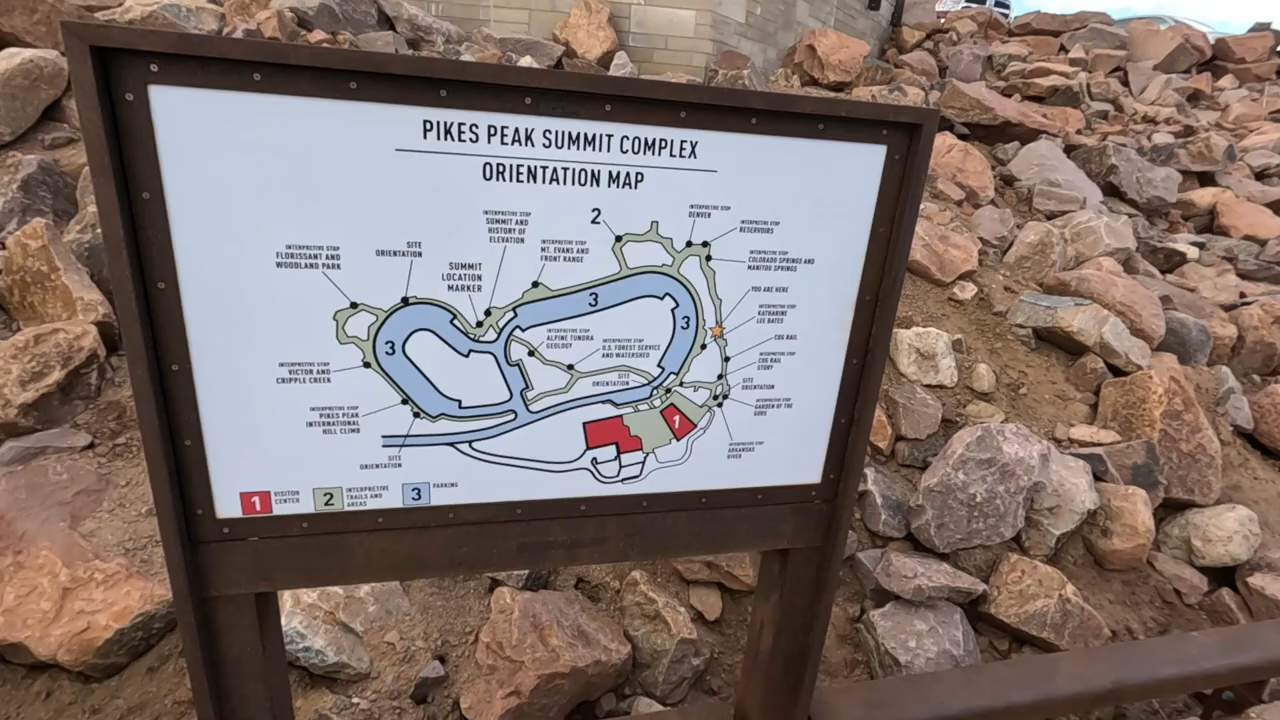 PIKES PEAK SUMMIT COMPLEX
ORIENTATION MAP
2
INTERPRETIVE STOP
DENVER
INTERPRETIVE STOP
RESERVOIRS
INTERPRETIVE STOP
COLORADO SPRINGS AND
MANITOU SPRINGS
YOU ARE HERE
INTERPRETIVE STOP
KATHARINE
LEE BATES
COG RAIL
INTERPRETIVE STOP
COG RAIL
STORY
SITE
ORIENTATION
INTERPRETIVE STOP
GARDEN OF THE
GODS
INTERPRETIVE STOP
ARKANSAS
RIVER
INTERPRETIVE STOP
SUMMIT AND
HISTORY OF
ELEVATION
INTERPRETIVE STOP
MT. EVANS AND
FRONT RANGE
SUMMIT
LOCATION
MARKER
SITE
ORIENTATION
INTERPRETIVE STOP
FLORISSANT AND
WOODLAND PARK
INTERPRETIVE STOP
VICTOR AND
CRIPPLE CREEK
INTERPRETIVE STOP
PIKES PEAK
INTERNATIONAL
HILL CLIMB
SITE
ORIENTATION
3
3
3
INTERPRETIVE STOP
ALPINE TUNDRA
GEOLOGY
INTERPRETIVE STOP
U.S. FOREST SERVICE
AND WATERSHED
SITE
ORIENTATION
1
1 VISITOR
CENTER
2 INTERPRETIVE
TRAILS AND
AREAS
3 PARKING